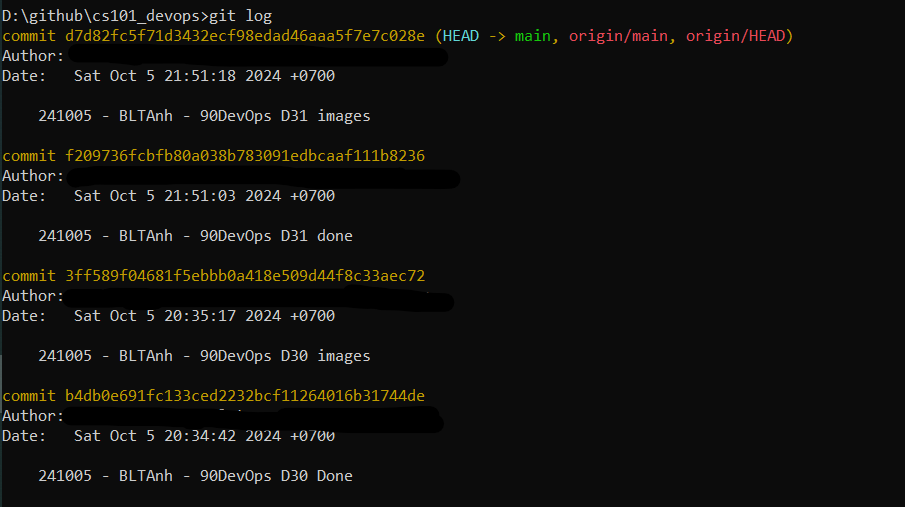 D:\github\cs101_devops>git log
commit d7d82fc5f71d3432ecf98edad46aaa5f7e7c028e (HEAD -> main, origin/main, origin/HEAD)
Author:
Date:   Sat Oct 5 21:51:18 2024 +0700
241005 - BLTAnh - 90DevOps D31 images
commit f209736fcbfb80a038b783091edbcaaf111b8236
Author:
Date:   Sat Oct 5 21:51:03 2024 +0700
241005 - BLTAnh - 90DevOps D31 done
commit 3ff589f04681f5ebbb0a418e509d44f8c33aec72
Author:
Date:   Sat Oct 5 20:35:17 2024 +0700
241005 - BLTAnh - 90DevOps D30 images
commit b4db0e691fc133ced2232bcf11264016b31744de
Author:
Date:   Sat Oct 5 20:34:42 2024 +0700
241005 - BLTAnh - 90DevOps D30 Done